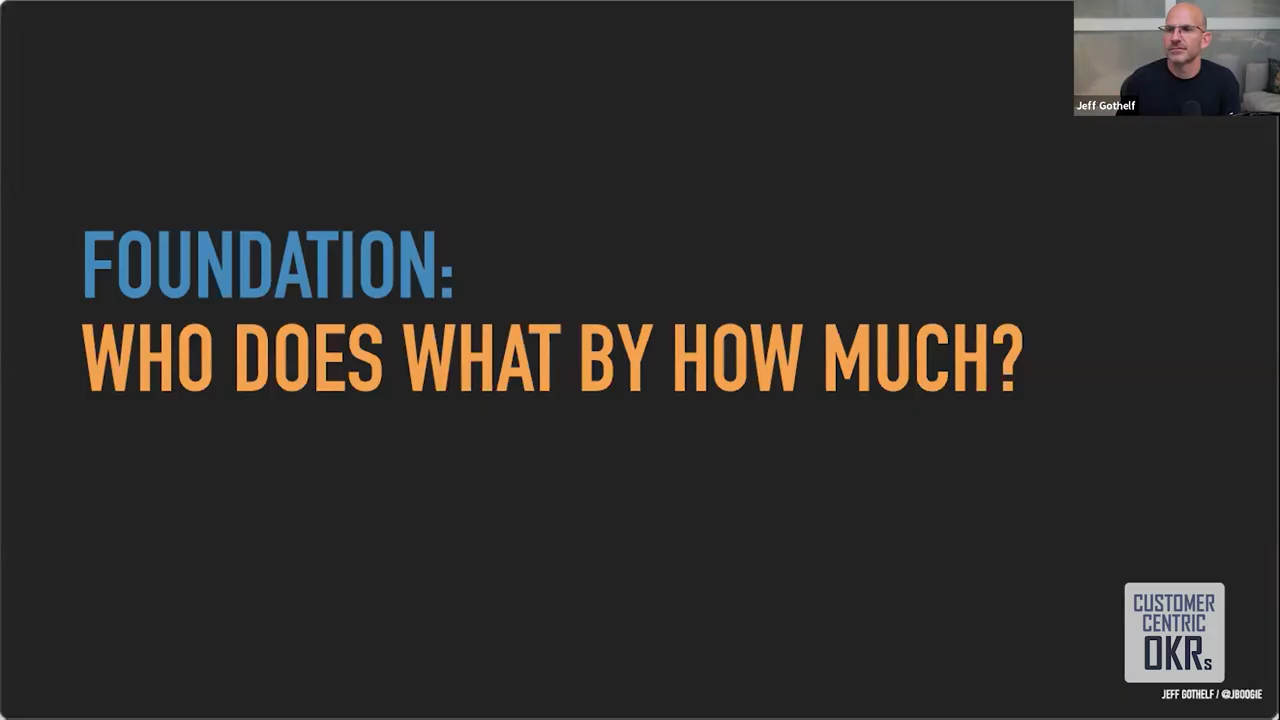 Jeff Gothelf
FOUNDATION:
WHO DOES WHAT BY HOW MUCH?
CUSTOMER
CENTRIC
OKRs
JEFF GOTHELF / @JBOOGIE